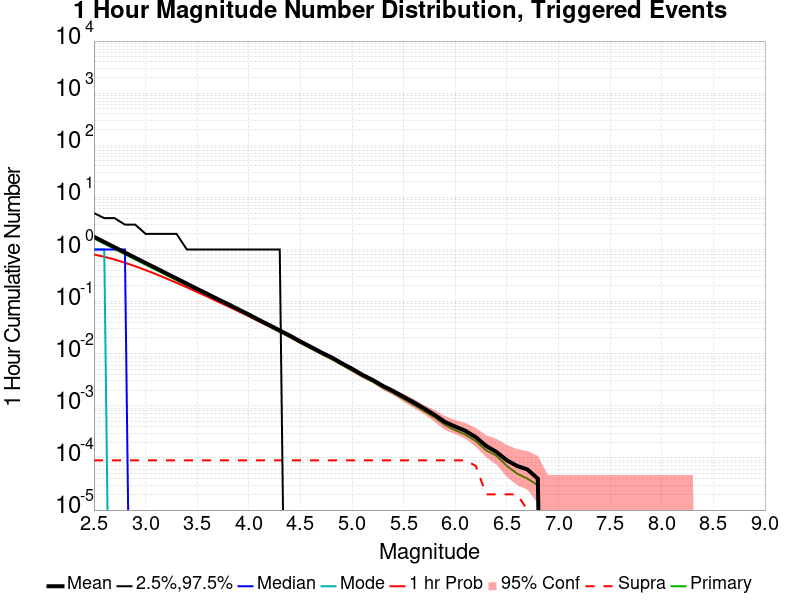 1 Hour Magnitude Number Distribution, Triggered Events
1 Hour Cumulative Number
10^4
10^3
10^2
10^1
10^0
10^-1
10^-2
10^-3
10^-4
10^-5
2.5 3.0 3.5 4.0 4.5 5.0 5.5 6.0 6.5 7.0 7.5 8.0 8.5 9.0
Magnitude
Mean 2.5%,97.5% Median Mode 1 hr Prob 95% Conf Supra Primary